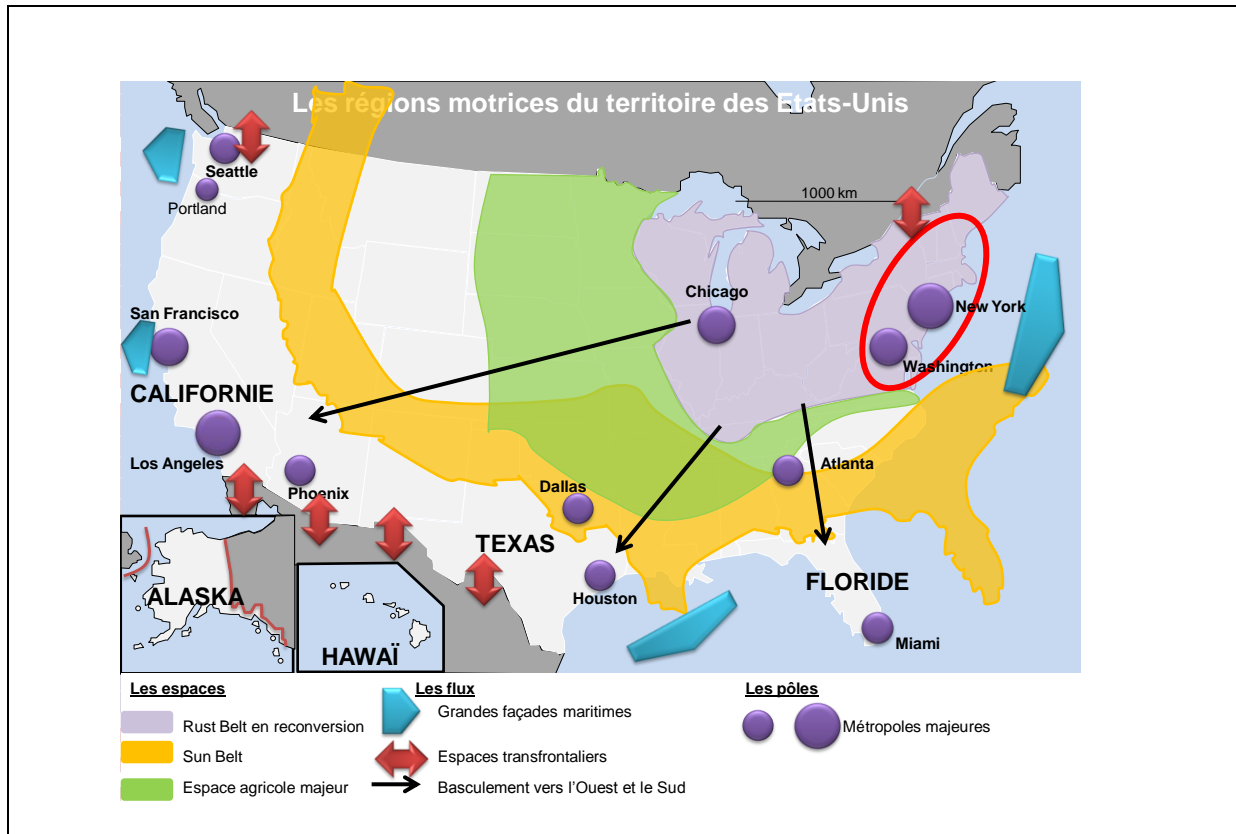 Les régions motrices du territoire des Etats-Unis
Seattle
Portland
1000 km
Chicago
New York
Washington
San Francisco
CALIFORNIE
Los Angeles
Phoenix
Dallas
Atlanta
TEXAS
Houston
FLORIDE
Miami
ALASKA
HAWAÏ
Les espaces
Rust Belt en reconversion
Sun Belt
Espace agricole majeur
Les flux
Grandes façades maritimes
Espaces transfrontaliers
Basculement vers l'Ouest et le Sud
Les pôles
Métropoles majeures